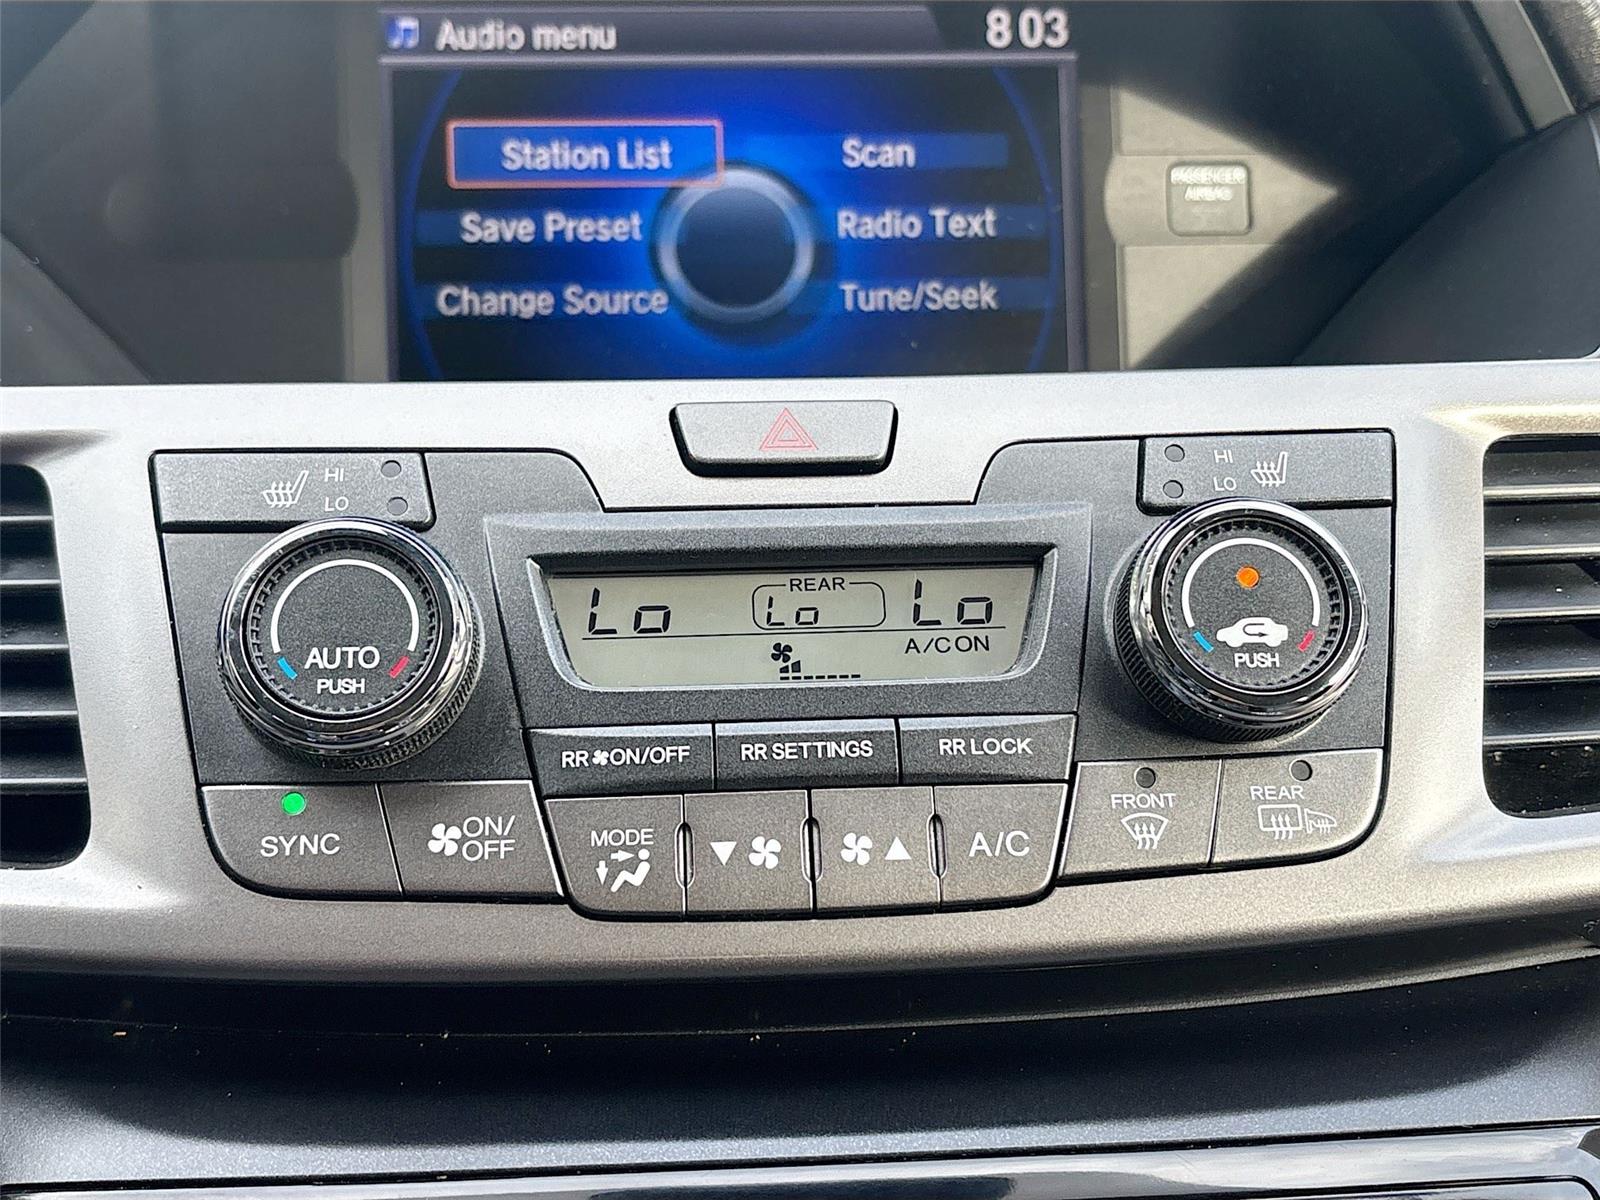 Audio menu
8 03
Station List
Scan
Save Preset
Radio Text
Change Source
Tune/Seek
PASSENGER
AIRBAG
HI
LO
HI
LO
AUTO
PUSH
Lo
REAR
Lo
Lo
A/C ON
PUSH
RR ON/OFF
RR SETTINGS
RR LOCK
SYNC
ON/
OFF
MODE
A/C
FRONT
REAR